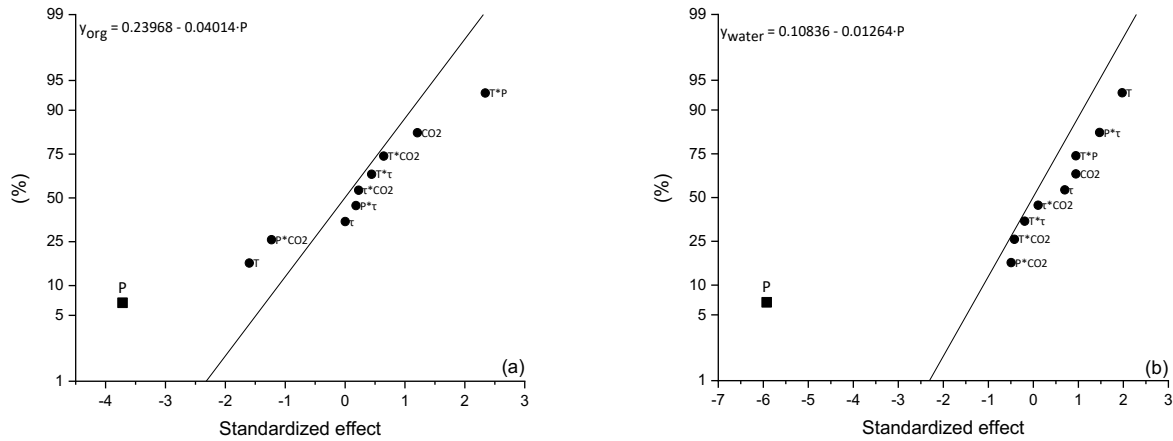 y_org = 0.23968 - 0.04014·P
99
95
90
75
50
25
10
5
1
(%)
T*P
CO2
T*CO2
T*τ
τ*CO2
P*τ
τ
P*CO2
T
P
(a)
-4 -3 -2 -1 0 1 2 3
Standardized effect
y_water = 0.10836 - 0.01264·P
99
95
90
75
50
25
10
5
1
(%)
T
P*τ
T*P
CO2
τ
τ*CO2
T*τ
T*CO2
P*CO2
P
(b)
-7 -6 -5 -4 -3 -2 -1 0 1 2 3
Standardized effect